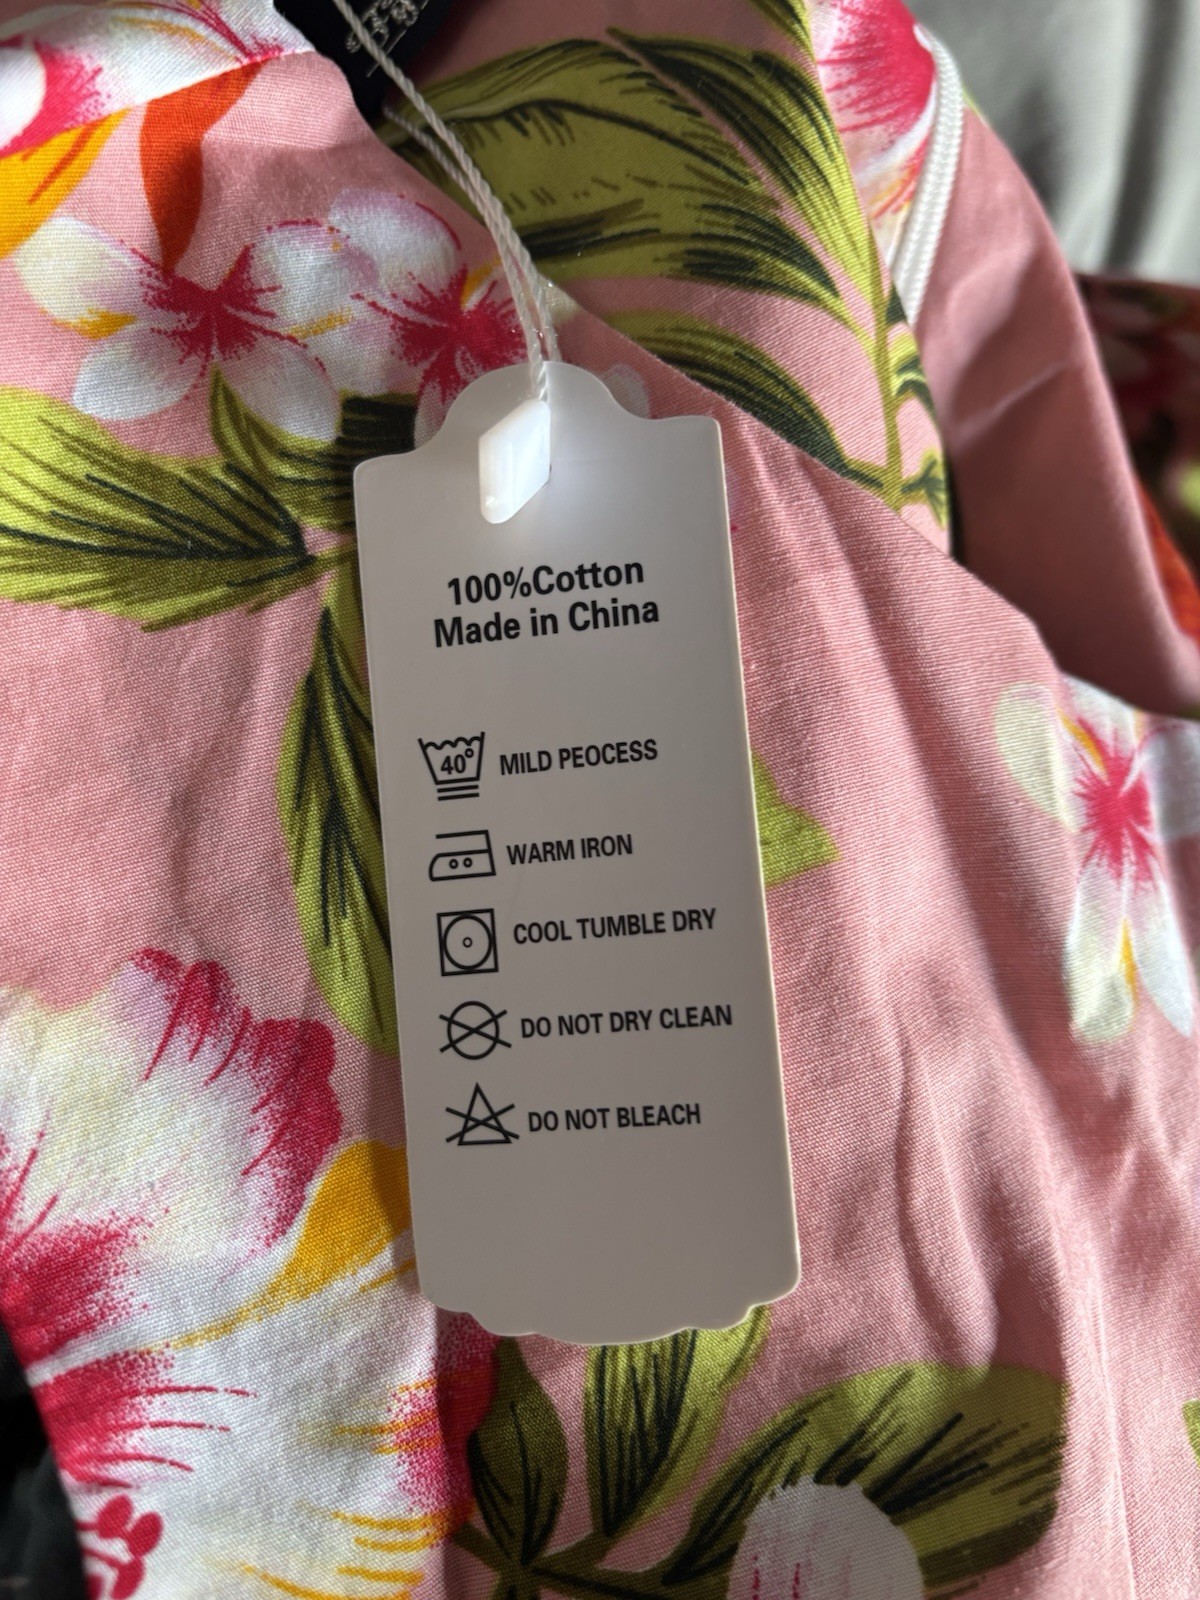 100%Cotton
Made in China
40° MILD PEOCESS
WARM IRON
COOL TUMBLE DRY
DO NOT DRY CLEAN
DO NOT BLEACH